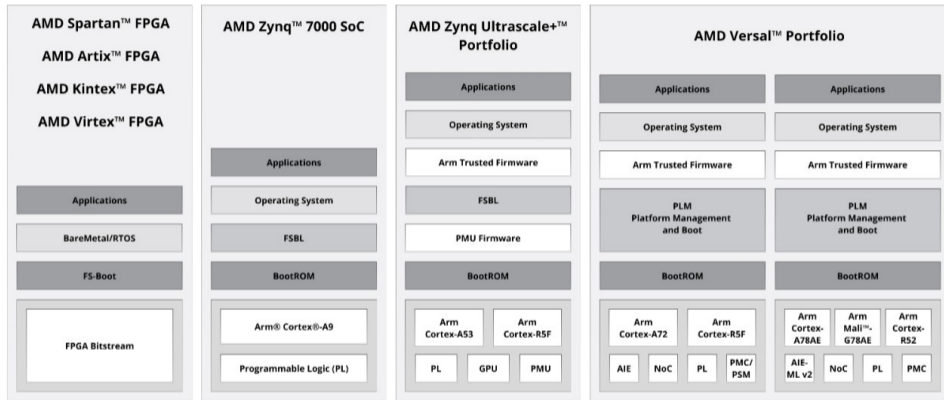 AMD Spartan™ FPGA
AMD Artix™ FPGA
AMD Kintex™ FPGA
AMD Virtex™ FPGA
Applications
BareMetal/RTOS
FS-Boot
FPGA Bitstream
AMD Zynq™ 7000 SoC
Applications
Operating System
FSBL
BootROM
Arm® Cortex®-A9
Programmable Logic (PL)
AMD Zynq Ultrascale+™
Portfolio
Applications
Operating System
Arm Trusted Firmware
FSBL
PMU Firmware
BootROM
Arm
Cortex-A53
Arm
Cortex-R5F
PL
GPU
PMU
AMD Versal™ Portfolio
Applications
Operating System
Arm Trusted Firmware
PLM
Platform Management
and Boot
BootROM
Arm
Cortex-A72
Arm
Cortex-R5F
AIE
NoC
PL
PMC/
PSM
Applications
Operating System
Arm Trusted Firmware
PLM
Platform Management
and Boot
BootROM
Arm
Cortex-
A78AE
Arm
Mali™-
G78AE
Arm
Cortex-
R52
AIE-
ML v2
NoC
PL
PMC